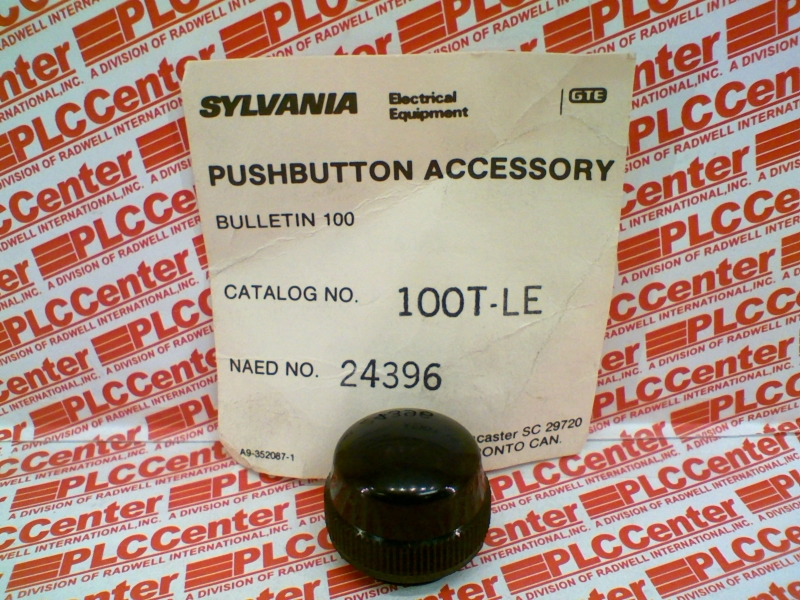 SYLVANIA Electrical Equipment GTE
PUSHBUTTON ACCESSORY
BULLETIN 100
CATALOG NO. 100T-LE
NAED NO. 24396
A9-352087-1
caster SC 29720
ONTO CAN.
PLCCenter
A DIVISION OF RADWELL INTERNATIONAL, INC.